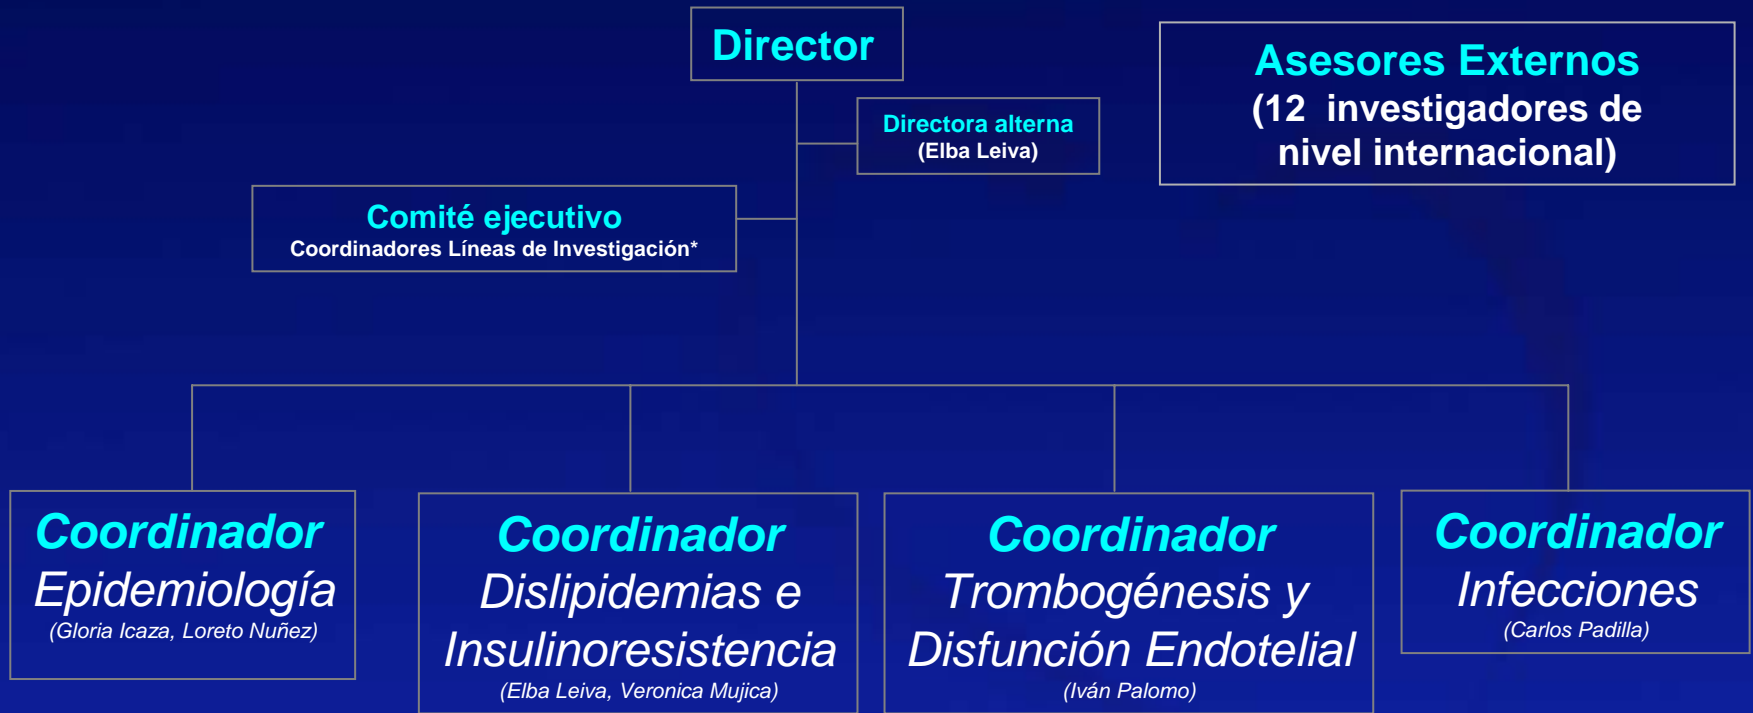 Director
Asesores Externos
(12 investigadores de
nivel internacional)
Directora alterna
(Elba Leiva)
Comité ejecutivo
Coordinadores Líneas de Investigación*
Coordinador
Epidemiología
(Gloria Icaza, Loreto Nuñez)
Coordinador
Dislipidemias e
Insulinoresistencia
(Elba Leiva, Veronica Mujica)
Coordinador
Trombogénesis y
Disfunción Endotelial
(Iván Palomo)
Coordinador
Infecciones
(Carlos Padilla)